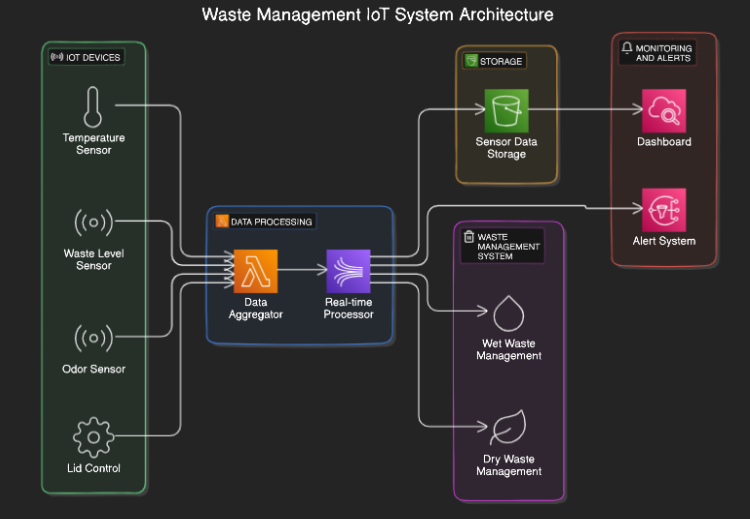 Waste Management IoT System Architecture
IOT DEVICES
Temperature
Sensor
Waste Level
Sensor
Odor Sensor
Lid Control
DATA PROCESSING
Data
Aggregator
Real-time
Processor
STORAGE
Sensor Data
Storage
WASTE
MANAGEMENT
SYSTEM
Wet Waste
Management
Dry Waste
Management
MONITORING
AND ALERTS
Dashboard
Alert System